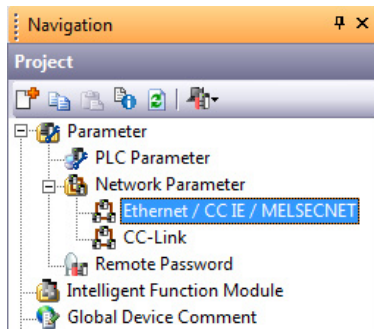 Navigation
Project
Parameter
PLC Parameter
Network Parameter
Ethernet / CC IE / MELSECNET
CC-Link
Remote Password
Intelligent Function Module
Global Device Comment